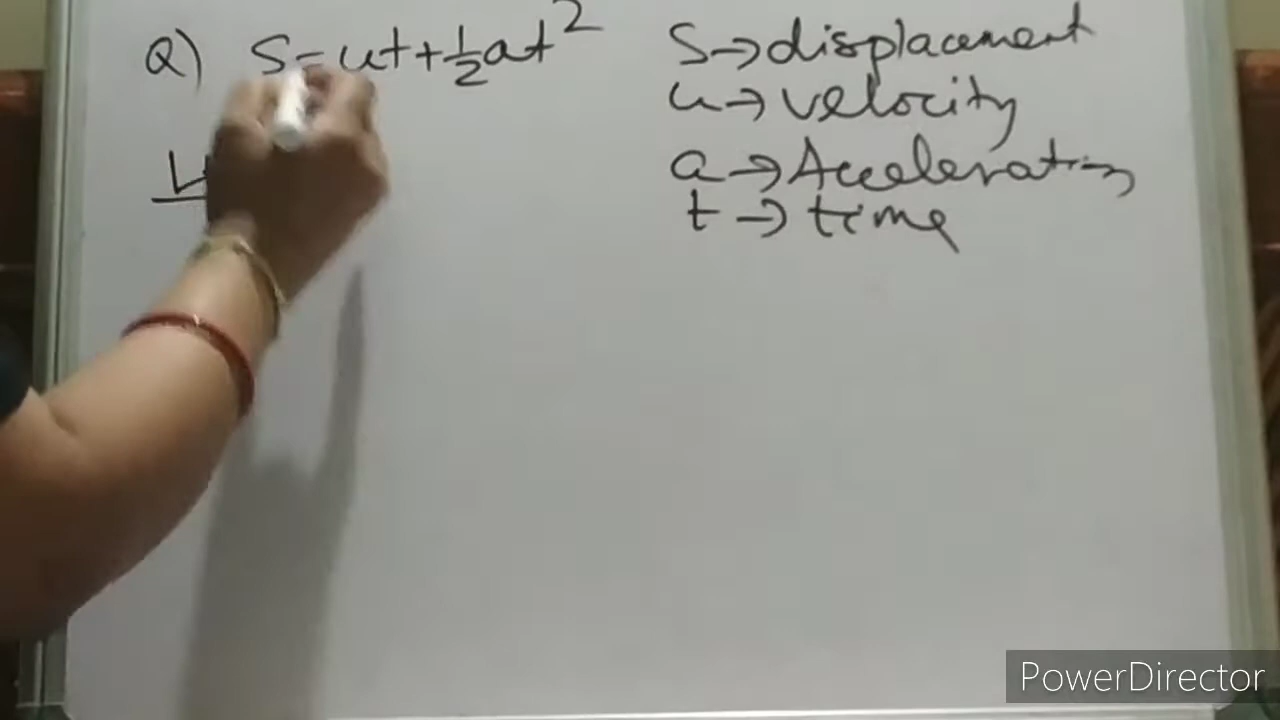 Q) S=ut+½at²
S→displacement
u→velocity
a→Acceleration
t→time
L
PowerDirector